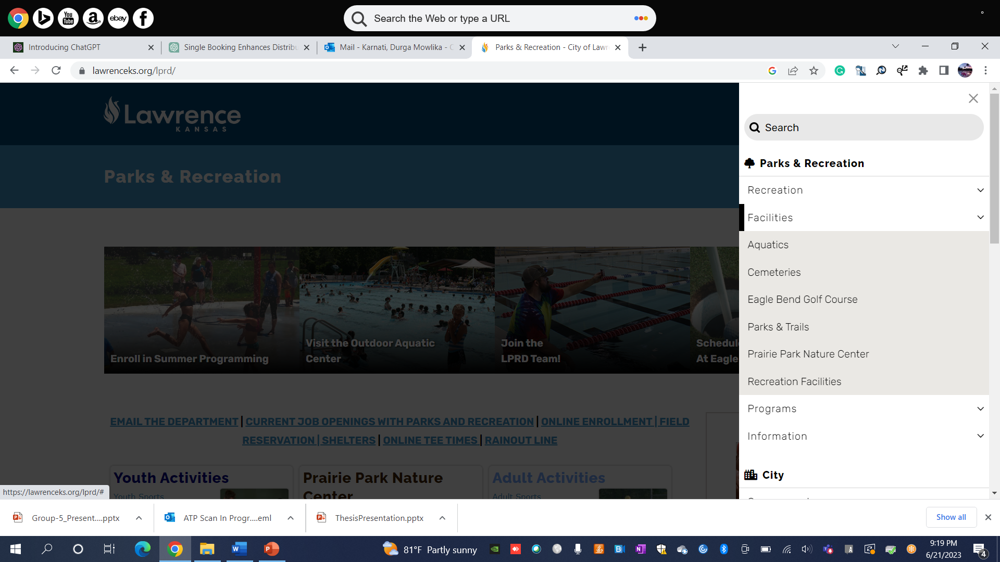 You Tube
a
ebay
f
Search the Web or type a URL
Introducing ChatGPT
Single Booking Enhances Distribu
Mail - Karnati, Durga Mowlika - C
Parks & Recreation - City of Lawr
lawrenceks.org/lprd/
Lawrence
KANSAS
Parks & Recreation
Enroll in Summer Programming
Visit the Outdoor Aquatic
Center
Join the
LPRD Team!
Schedul
At Eagle
EMAIL THE DEPARTMENT | CURRENT JOB OPENINGS WITH PARKS AND RECREATION | ONLINE ENROLLMENT | FIELD
RESERVATION | SHELTERS | ONLINE TEE TIMES | RAINOUT LINE
Youth Activities
Youth Sports
Prairie Park Nature
Center
Adult Activities
Adult Sports
Search
Parks & Recreation
Recreation
Facilities
Aquatics
Cemeteries
Eagle Bend Golf Course
Parks & Trails
Prairie Park Nature Center
Recreation Facilities
Programs
Information
City
https://lawrenceks.org/lprd/#
Group-5_Present....pptx
ATP Scan In Progr....eml
ThesisPresentation.pptx
Show all
81°F Partly sunny
9:19 PM
6/21/2023
4